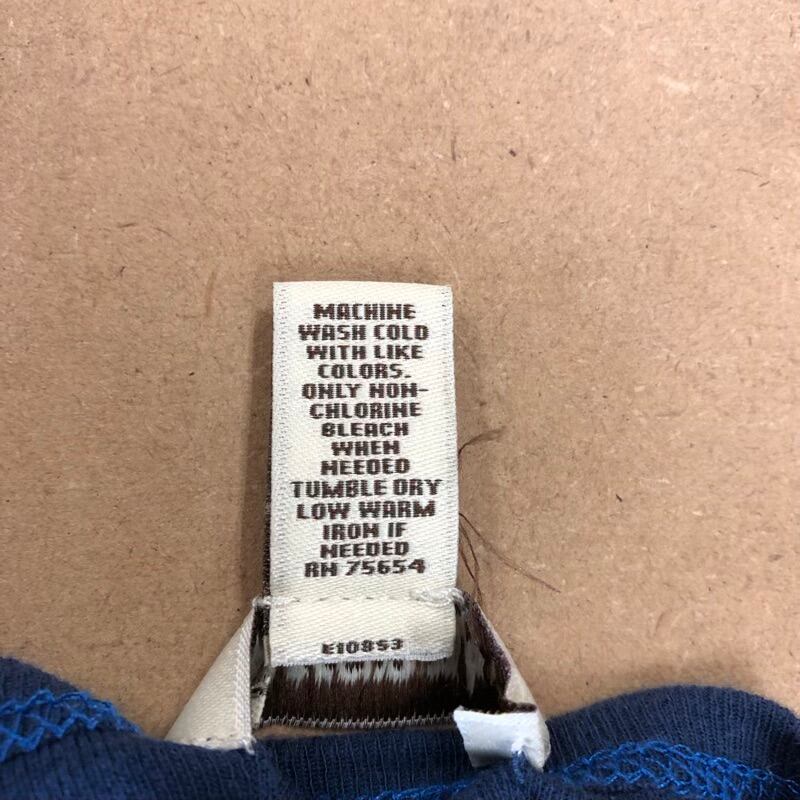 MACHINE
WASH COLD
WITH LIKE
COLORS.
ONLY NON-
CHLORINE
BLEACH
WHEN
NEEDED
TUMBLE DRY
LOW WARM
IRON IF
NEEDED
RN 75654
E10853